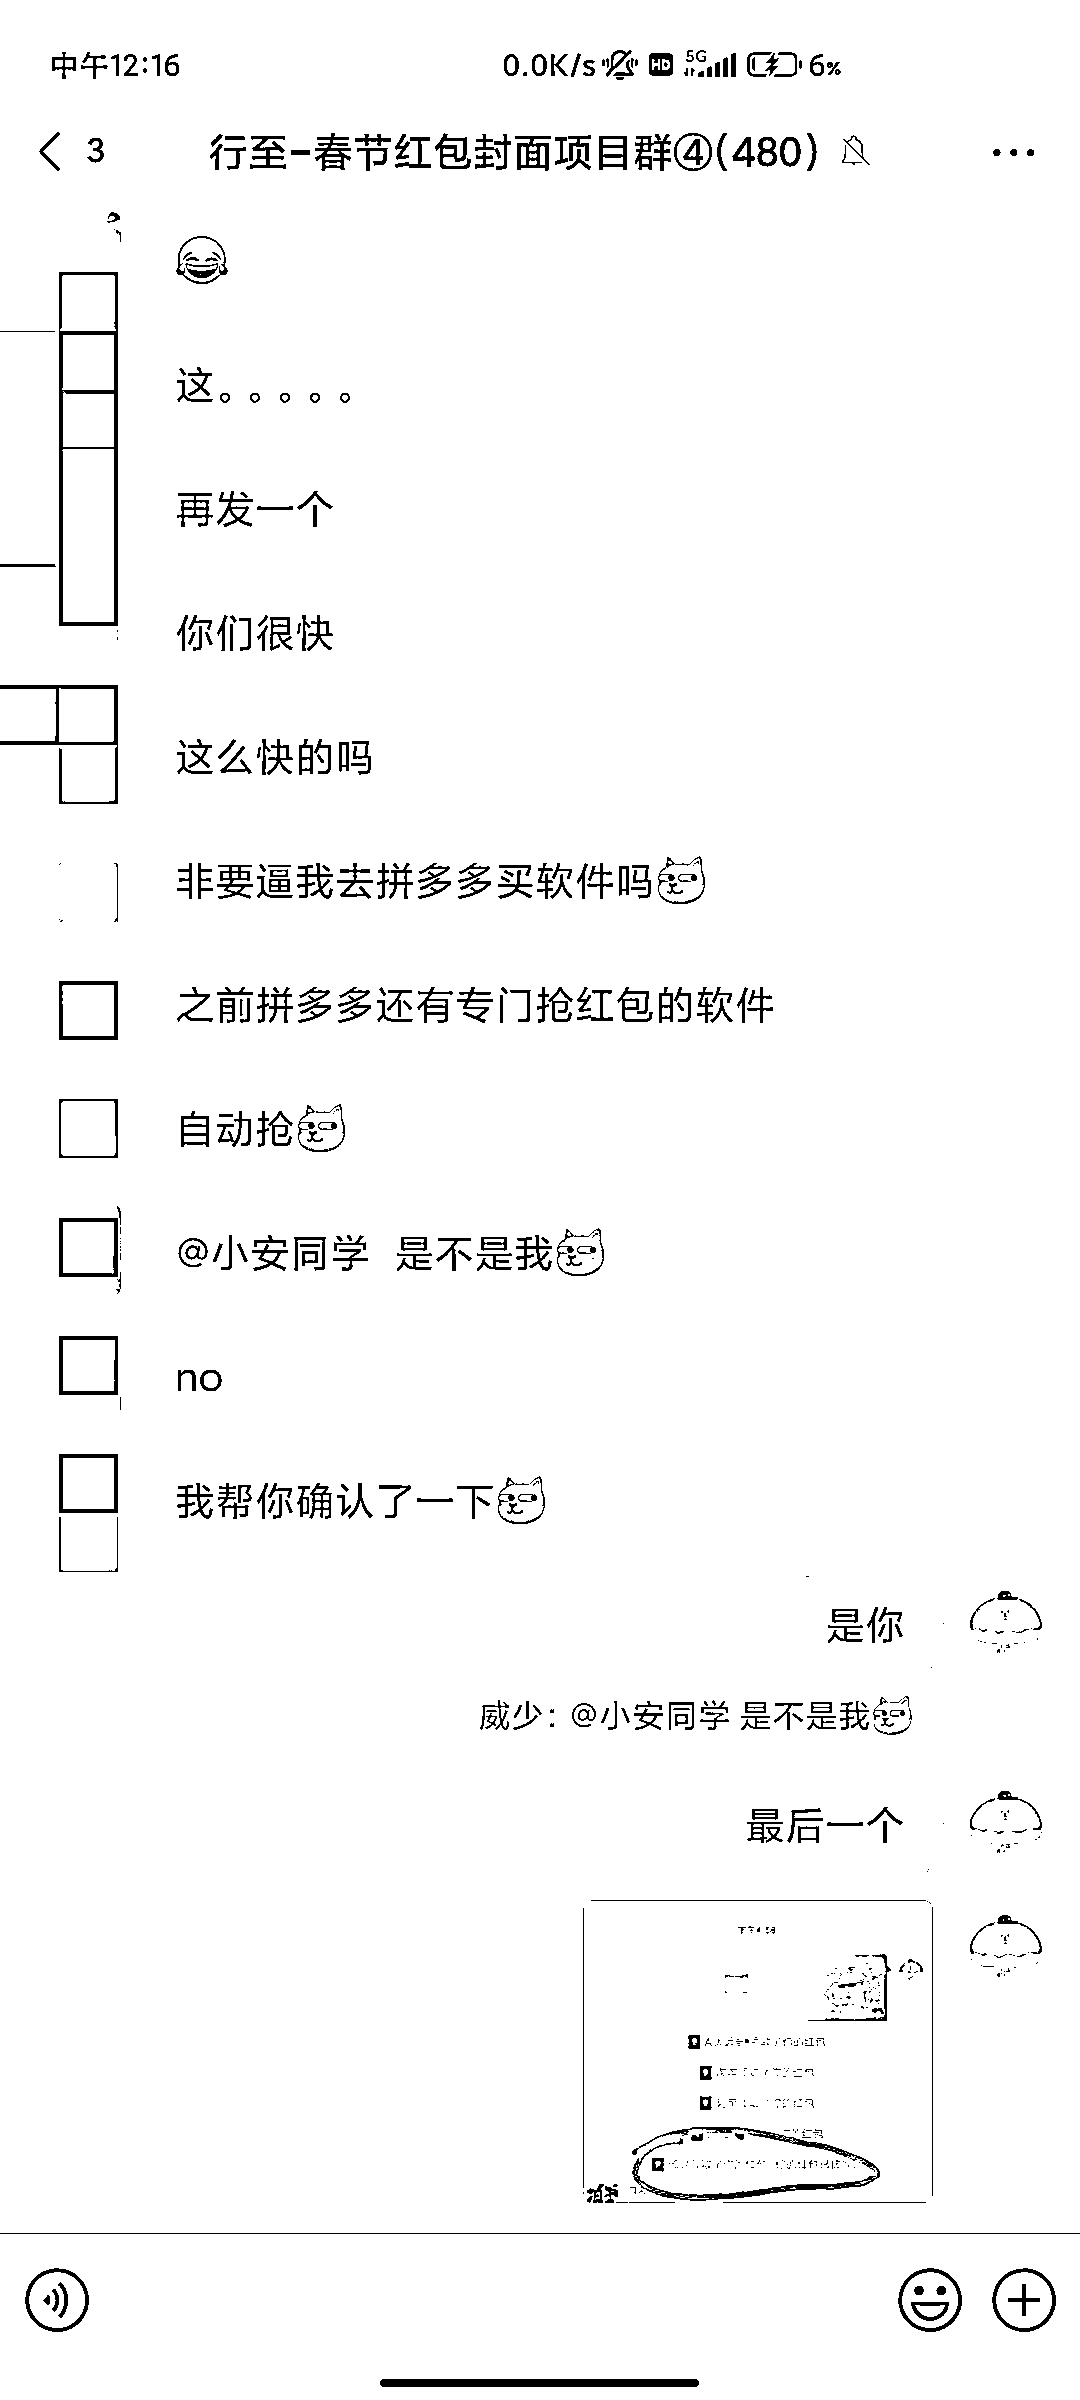 中午12:16
0.0K/s HD 5G 6%
3 行至-春节红包封面项目群④(480)
😂
这。。。。。
再发一个
你们很快
这么快的吗
非要逼我去拼多多买软件吗
之前拼多多还有专门抢红包的软件
自动抢
@小安同学 是不是我
no
我帮你确认了一下
是你
威少：@小安同学 是不是我
最后一个